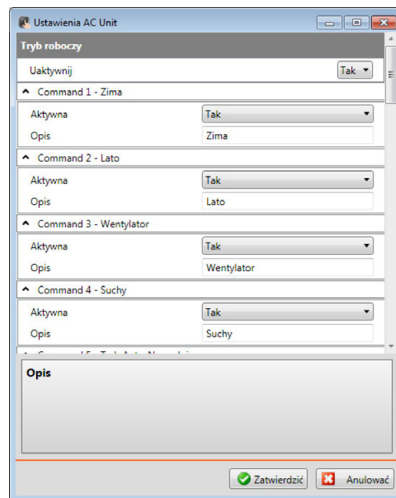 Ustawienia AC Unit
Tryb roboczy
Uaktywnij Tak
Command 1 - Zima
Aktywna Tak
Opis Zima
Command 2 - Lato
Aktywna Tak
Opis Lato
Command 3 - Wentylator
Aktywna Tak
Opis Wentylator
Command 4 - Suchy
Aktywna Tak
Opis Suchy
Opis
Zatwierdzić Anulować